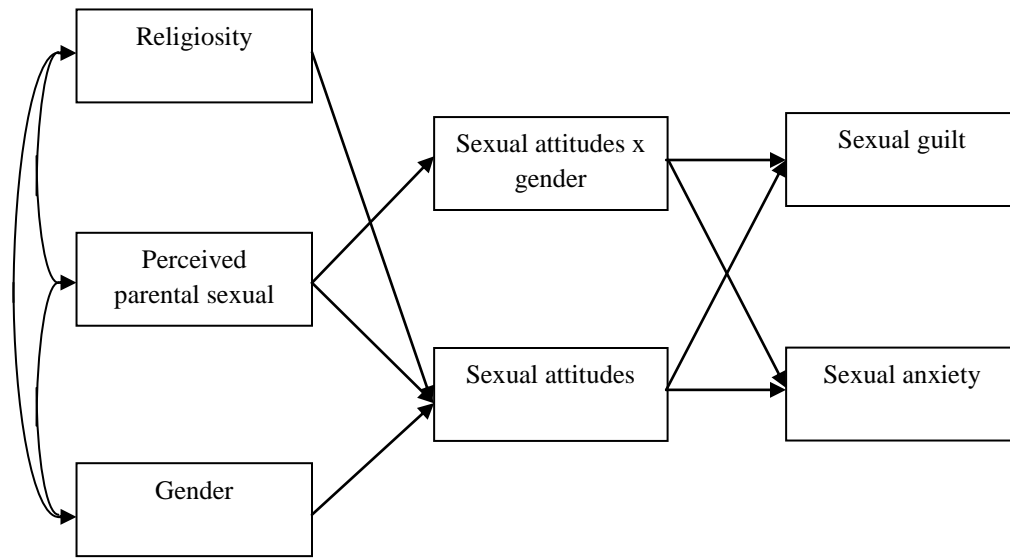 Religiosity
Sexual attitudes x
gender
Sexual guilt
Perceived
parental sexual
Sexual attitudes
Sexual anxiety
Gender